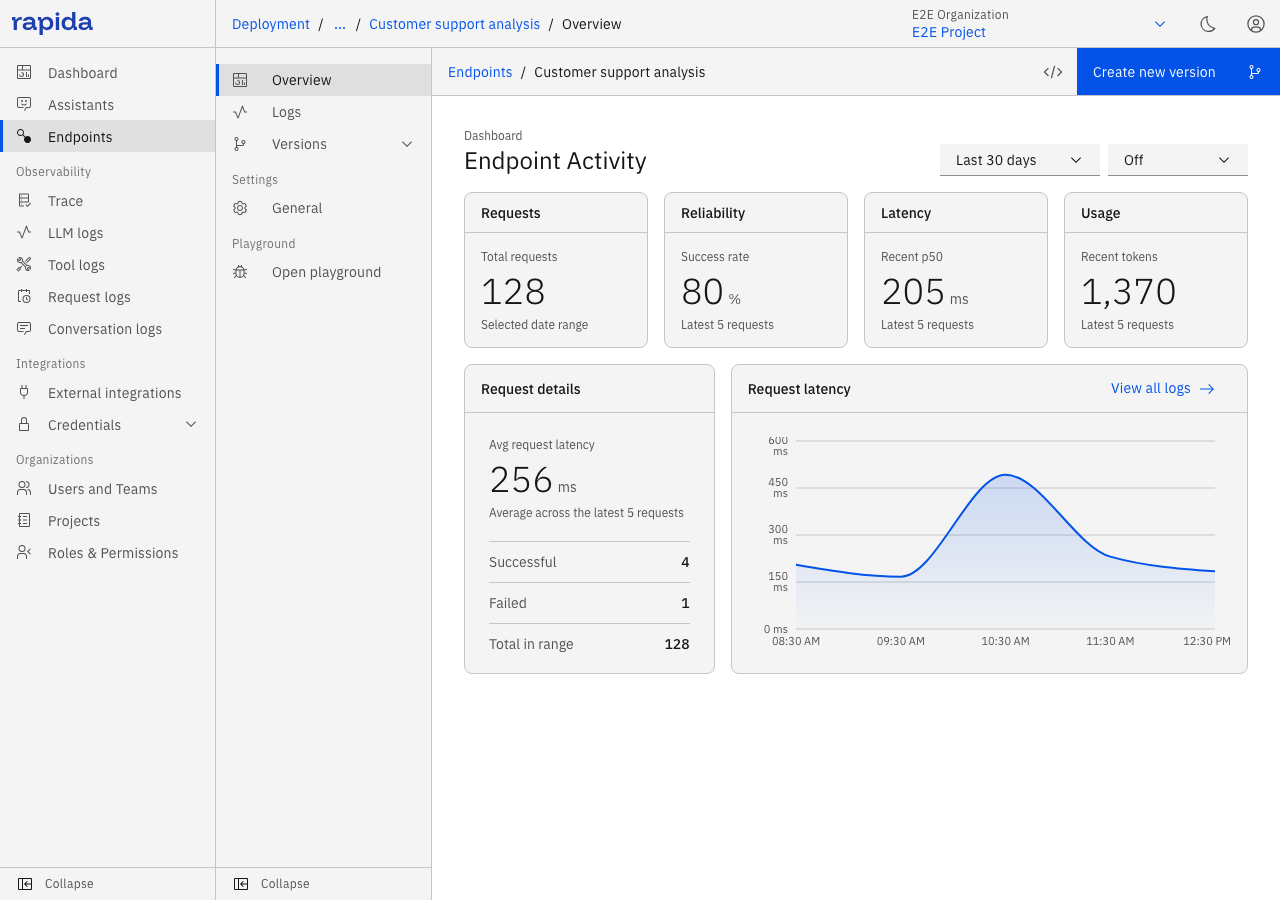 rapida
Deployment / ... / Customer support analysis / Overview
E2E Organization
E2E Project
Dashboard
Assistants
Endpoints
Observability
Trace
LLM logs
Tool logs
Request logs
Conversation logs
Integrations
External integrations
Credentials
Organizations
Users and Teams
Projects
Roles & Permissions
Collapse
Overview
Logs
Versions
Settings
General
Playground
Open playground
Collapse
Endpoints / Customer support analysis
</>
Create new version
Dashboard
Endpoint Activity
Last 30 days
Off
Requests
Total requests
128
Selected date range
Reliability
Success rate
80 %
Latest 5 requests
Latency
Recent p50
205 ms
Latest 5 requests
Usage
Recent tokens
1,370
Latest 5 requests
Request details
Avg request latency
256 ms
Average across the latest 5 requests
Successful 4
Failed 1
Total in range 128
Request latency
View all logs
600
ms
450
ms
300
ms
150
ms
0 ms
08:30 AM 09:30 AM 10:30 AM 11:30 AM 12:30 PM